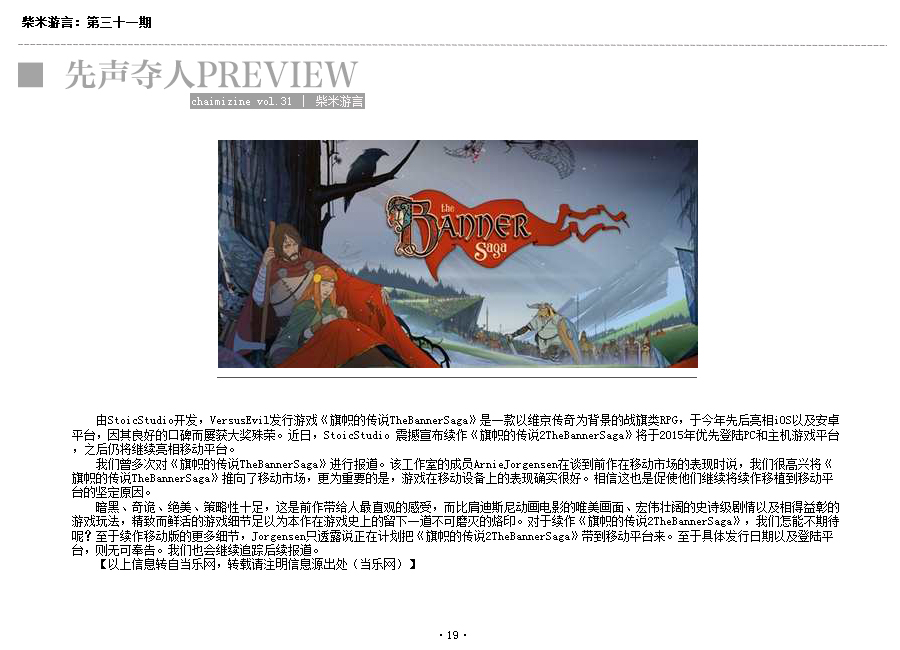 柴米游言：第三十一期
先声夺人PREVIEW
chaimizine vol.31 | 柴米游言
the
BANNER
Saga
由StoicStudio开发，VersusEvil发行游戏《旗帜的传说TheBannerSaga》是一款以维京传奇为背景的战旗类RPG，于今年先后亮相iOS以及安卓
平台，因其良好的口碑而屡获大奖殊荣。近日，StoicStudio 震撼宣布续作《旗帜的传说2TheBannerSaga》将于2015年优先登陆PC和主机游戏平台
，之后仍将继续亮相移动平台。
我们曾多次对《旗帜的传说TheBannerSaga》进行报道。该工作室的成员ArnieJorgensen在谈到前作在移动市场的表现时说，我们很高兴将《
旗帜的传说TheBannerSaga》推向了移动市场，更为重要的是，游戏在移动设备上的表现确实很好。相信这也是促使他们继续将续作移植到移动平
台的坚定原因。
暗黑、奇诡、绝美、策略性十足，这是前作带给人最直观的感受，而比肩迪斯尼动画电影的唯美画面、宏伟壮阔的史诗级剧情以及相得益彰的
游戏玩法，精致而鲜活的游戏细节足以为本作在游戏史上的留下一道不可磨灭的烙印。对于续作《旗帜的传说2TheBannerSaga》，我们怎能不期待
呢？至于续作移动版的更多细节，Jorgensen只透露说正在计划把《旗帜的传说2TheBannerSaga》带到移动平台来。至于具体发行日期以及登陆平
台，则无可奉告。我们也会继续追踪后续报道。
【以上信息转自当乐网，转载请注明信息源出处（当乐网）】
·19·